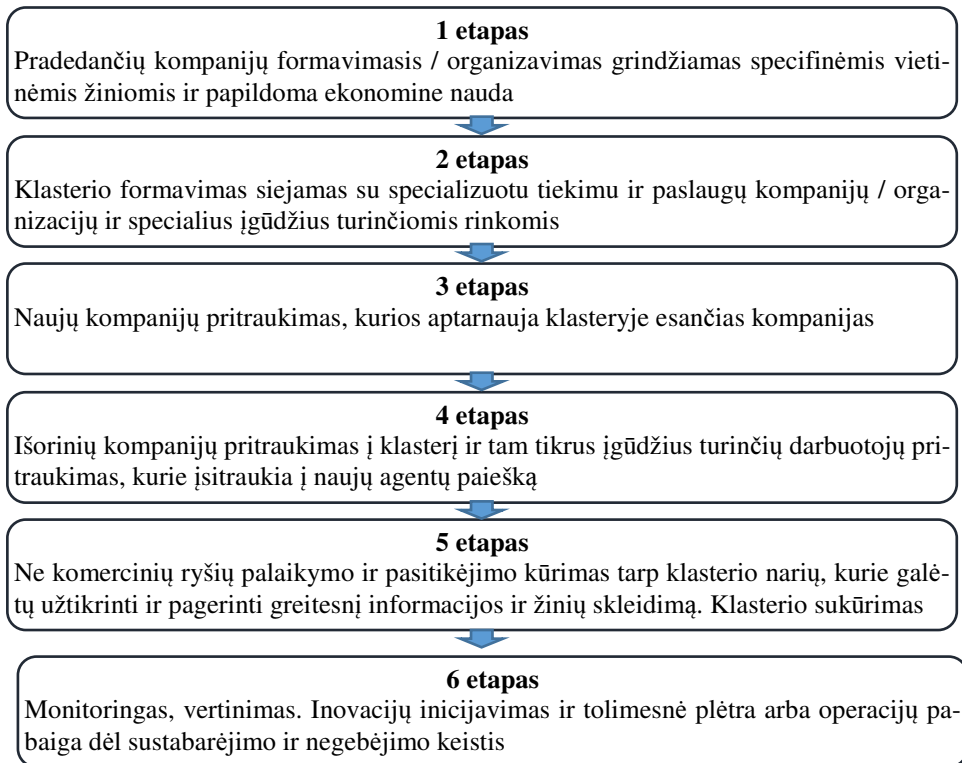 1 etapas
Pradedančių kompanijų formavimasis / organizavimas grindžiamas specifinėmis vieti-
nėmis žiniomis ir papildoma ekonomine nauda
2 etapas
Klasterio formavimas siejamas su specializuotu tiekimu ir paslaugų kompanijų / orga-
nizacijų ir specialius įgūdžius turinčiomis rinkomis
3 etapas
Naujų kompanijų pritraukimas, kurios aptarnauja klasteryje esančias kompanijas
4 etapas
Išorinių kompanijų pritraukimas į klasterį ir tam tikrus įgūdžius turinčių darbuotojų pri-
traukimas, kurie įsitraukia į naujų agentų paiešką
5 etapas
Ne komercinių ryšių palaikymo ir pasitikėjimo kūrimas tarp klasterio narių, kurie galė-
tų užtikrinti ir pagerinti greitesnį informacijos ir žinių skleidimą. Klasterio sukūrimas
6 etapas
Monitoringas, vertinimas. Inovacijų inicijavimas ir tolimesnė plėtra arba operacijų pa-
baiga dėl sustabarėjimo ir negebėjimo keistis